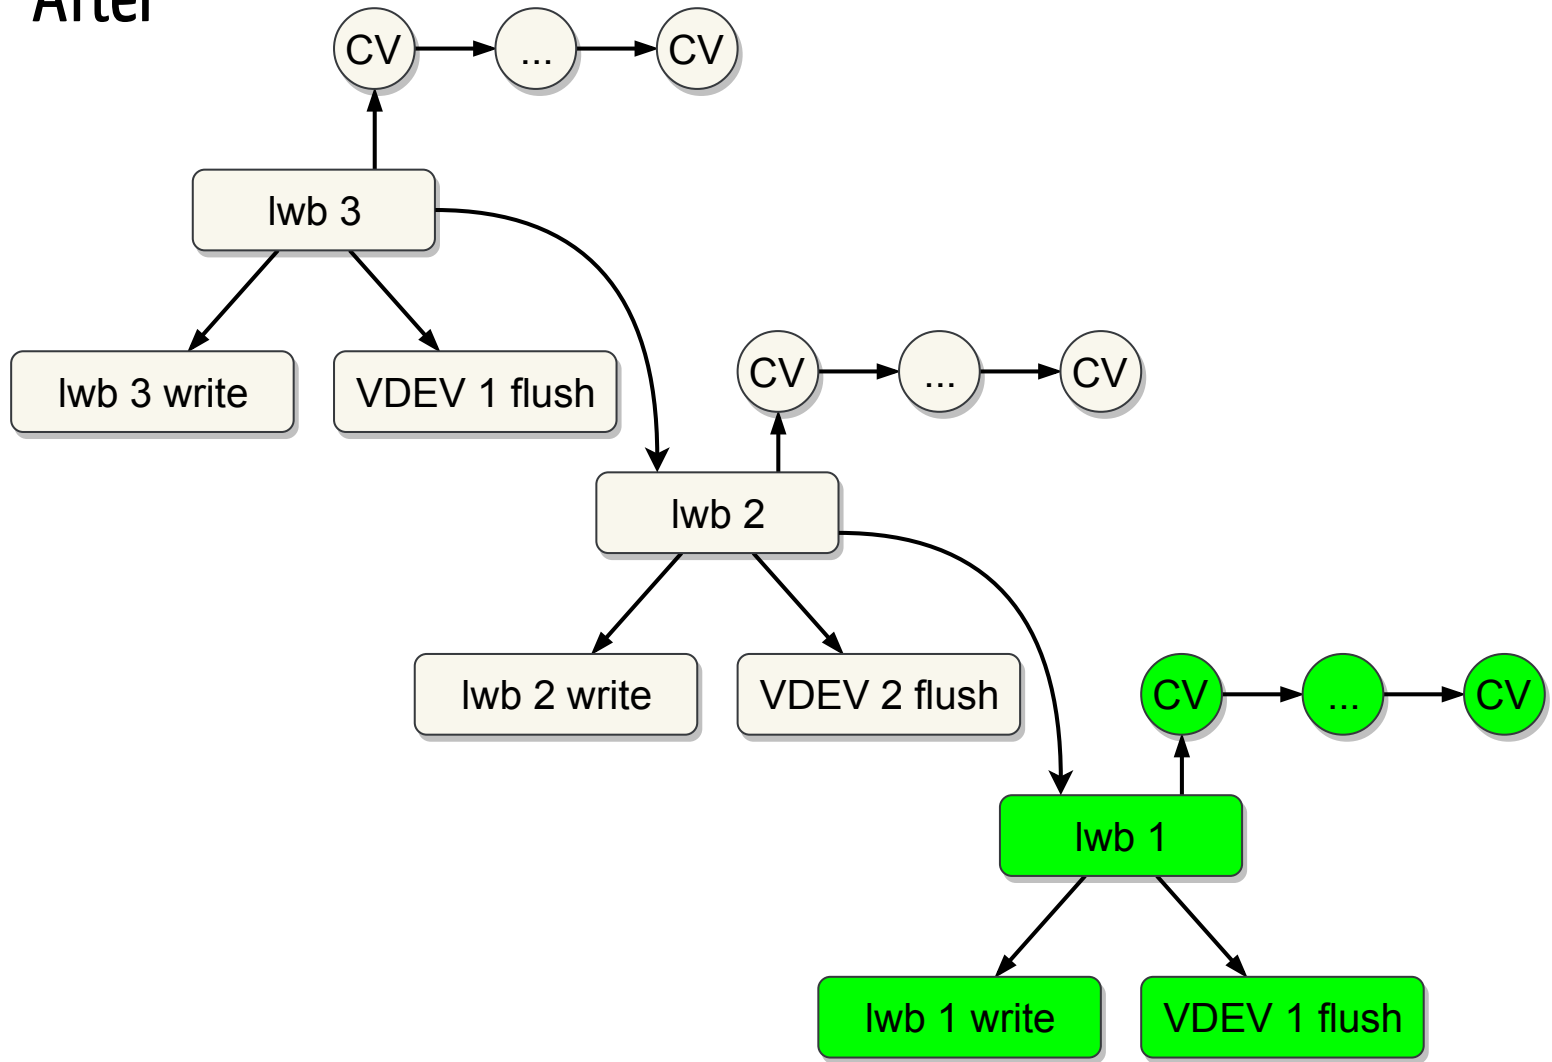 After
CV
...
CV
lwb 3
lwb 3 write
VDEV 1 flush
CV
...
CV
lwb 2
lwb 2 write
VDEV 2 flush
CV
...
CV
lwb 1
lwb 1 write
VDEV 1 flush